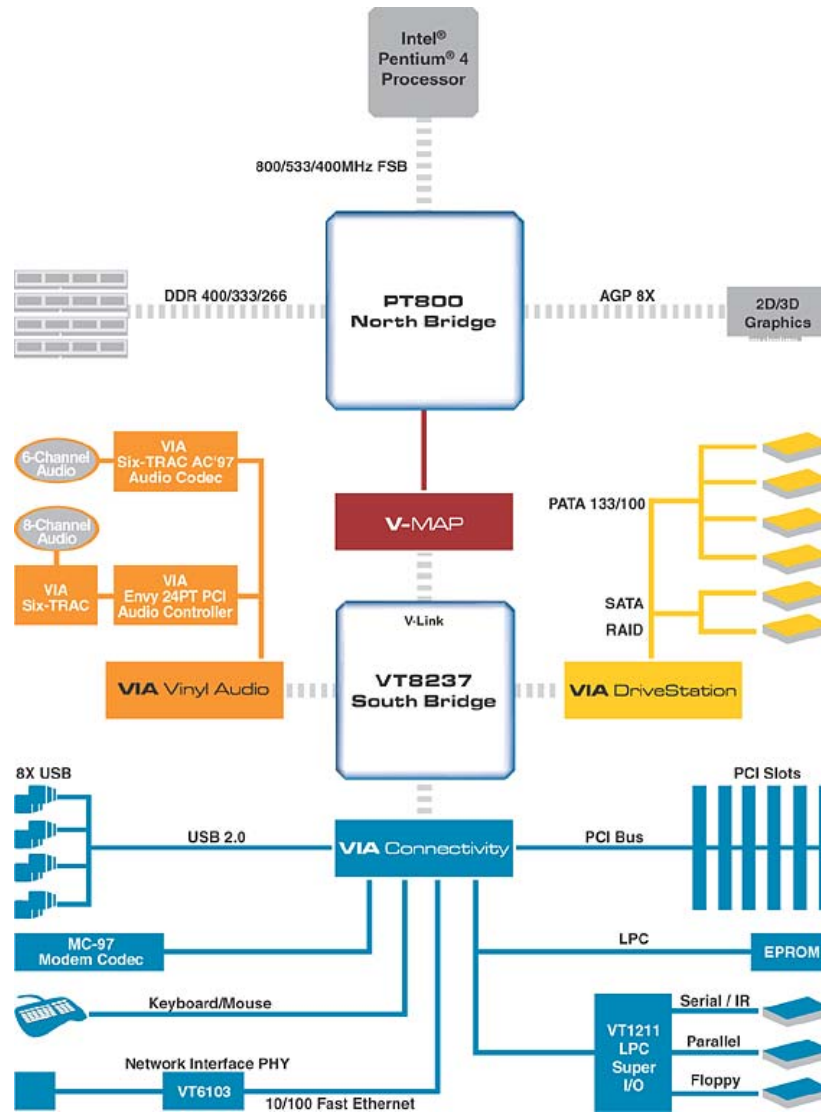 Intel®
Pentium® 4
Processor
800/533/400MHz FSB
DDR 400/333/266
PT800
North Bridge
AGP 8X
2D/3D
Graphics
6-Channel
Audio
VIA
Six-TRAC AC'97
Audio Codec
8-Channel
Audio
VIA
Six-TRAC
VIA
Envy 24PT PCI
Audio Controller
V-MAP
PATA 133/100
SATA
RAID
V-Link
VT8237
South Bridge
VIA Vinyl Audio
VIA DriveStation
8X USB
USB 2.0
VIA Connectivity
PCI Bus
PCI Slots
MC-97
Modem Codec
LPC
EPROM
Keyboard/Mouse
Network Interface PHY
VT6103
10/100 Fast Ethernet
VT1211
LPC
Super
I/O
Serial / IR
Parallel
Floppy